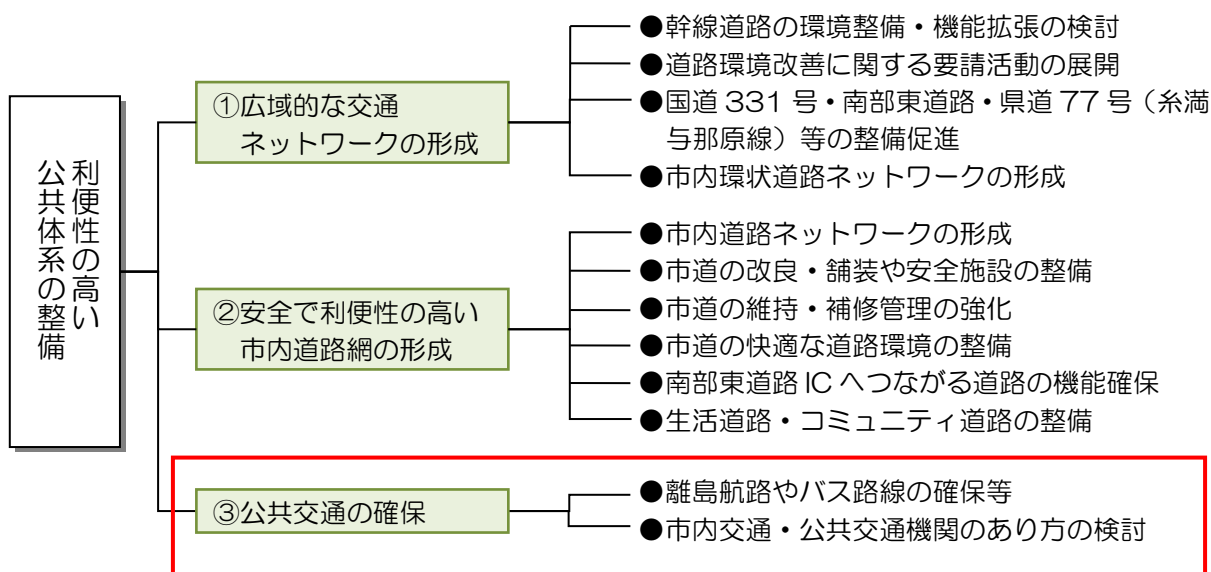 利便性の高い
公共体系の整備
①広域的な交通
ネットワークの形成
●幹線道路の環境整備・機能拡張の検討
●道路環境改善に関する要請活動の展開
●国道 331 号・南部東道路・県道 77 号（糸満
与那原線）等の整備促進
●市内環状道路ネットワークの形成
②安全で利便性の高い
市内道路網の形成
●市内道路ネットワークの形成
●市道の改良・舗装や安全施設の整備
●市道の維持・補修管理の強化
●市道の快適な道路環境の整備
●南部東道路 IC へつながる道路の機能確保
●生活道路・コミュニティ道路の整備
③公共交通の確保
●離島航路やバス路線の確保等
●市内交通・公共交通機関のあり方の検討